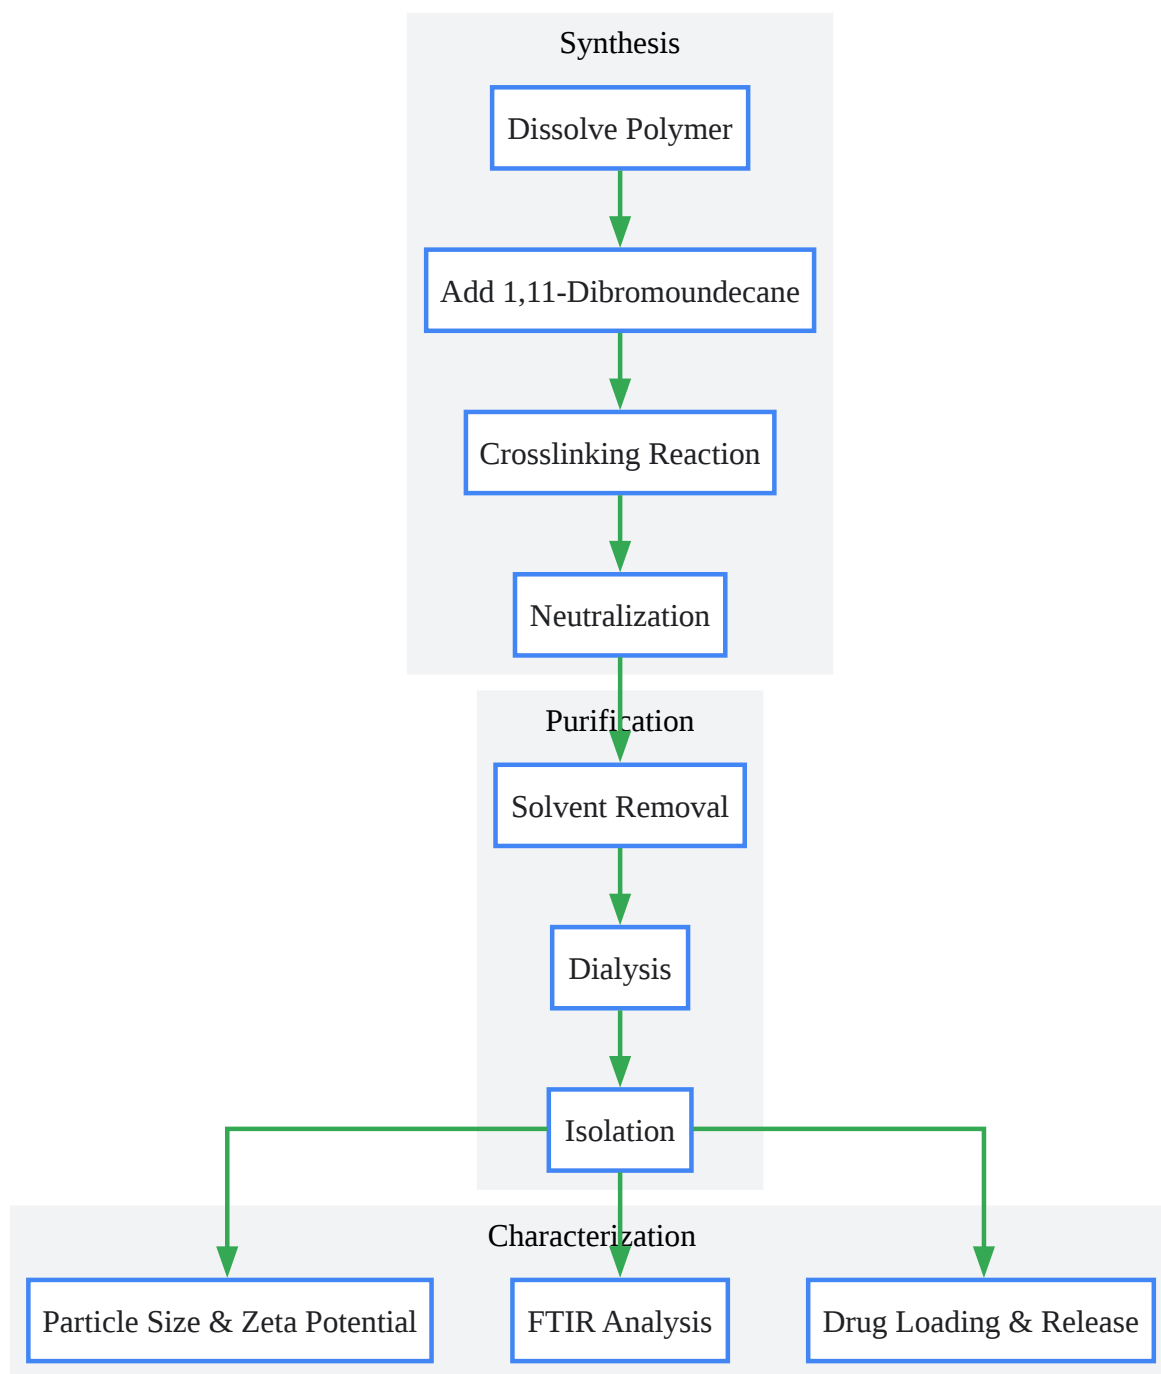 Synthesis
Dissolve Polymer
Add 1,11-Dibromoundecane
Crosslinking Reaction
Neutralization
Purification
Solvent Removal
Dialysis
Isolation
Characterization
Particle Size & Zeta Potential
FTIR Analysis
Drug Loading & Release